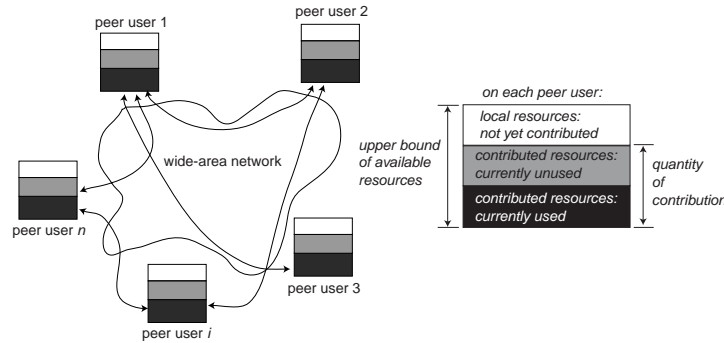 peer user 1
peer user 2
wide-area network
peer user n
peer user 3
peer user i
on each peer user:
upper bound
of available
resources
local resources:
not yet contributed
contributed resources:
currently unused
contributed resources:
currently used
quantity
of
contribution